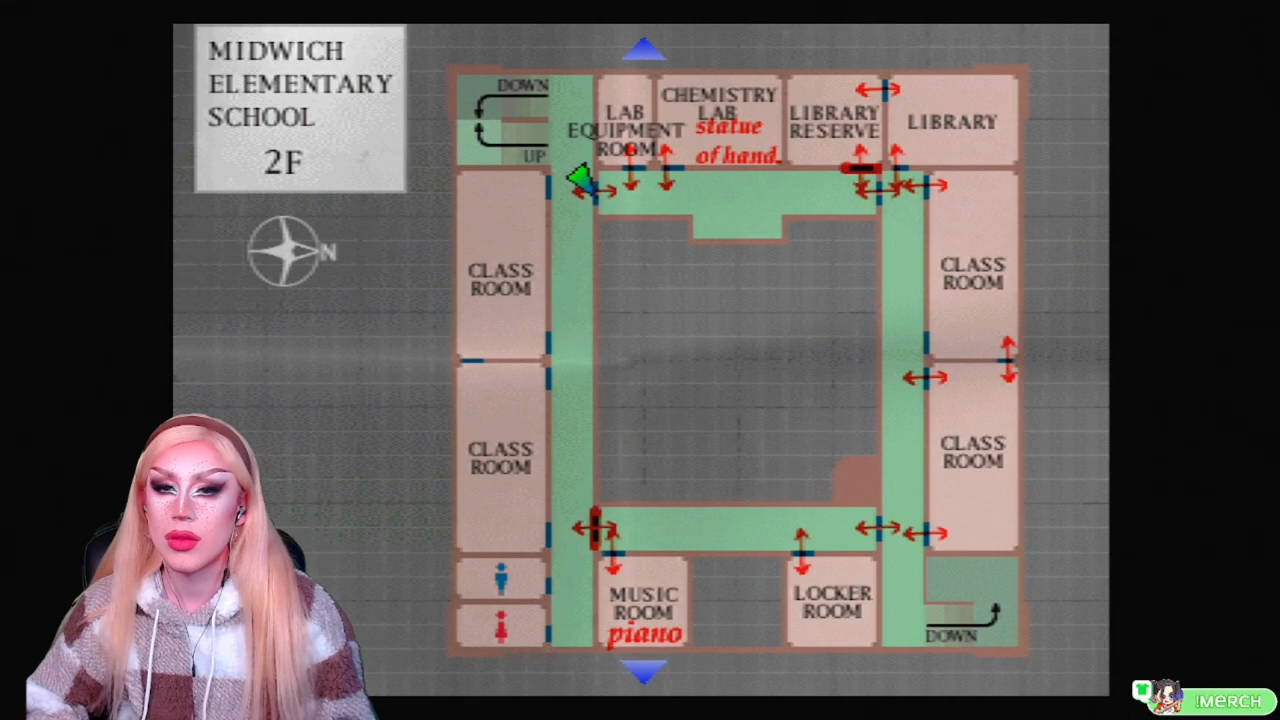 MIDWICH
ELEMENTARY
SCHOOL
2F
N
DOWN
UP
LAB
EQUIPMENT
ROOM
CHEMISTRY
LAB
statue
of hand.
LIBRARY
RESERVE
LIBRARY
CLASS
ROOM
CLASS
ROOM
CLASS
ROOM
CLASS
ROOM
MUSIC
ROOM
piano
LOCKER
ROOM
DOWN
!MERCH